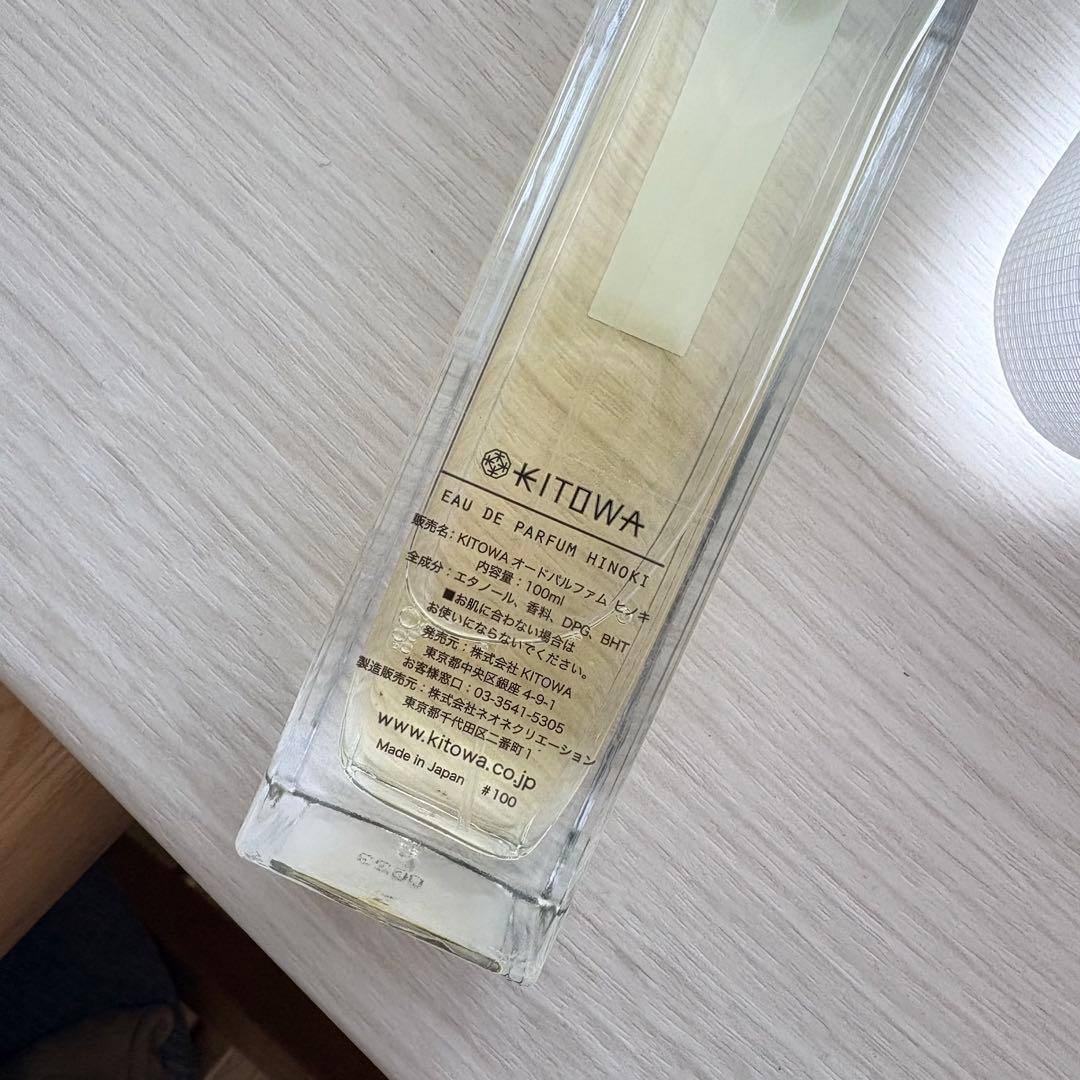 KITOWA
EAU DE PARFUM HINOKI
販売名：KITOWA オードパルファム ヒノキ
内容量：100ml
全成分：エタノール、香料、DPG、BHT
■お肌に合わない場合は
お使いにならないでください。
発売元：株式会社 KITOWA
東京都中央区銀座 4-9-1
お客様窓口：03-3541-5305
製造販売元：株式会社ネオネクリエーション
東京都千代田区二番町 1
www.kitowa.co.jp
Made in Japan #100